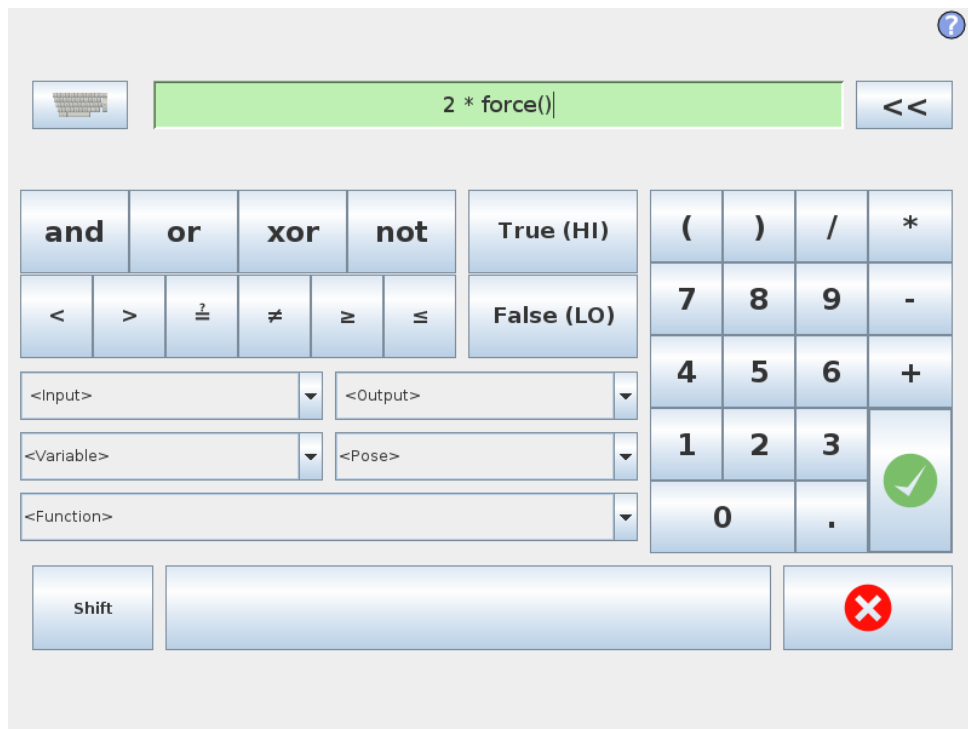 ?
2 * force()
<<
and or xor not True (HI) ( ) / *
< > ≟ ≠ ≥ ≤ False (LO) 7 8 9 -
<Input> <Output> 4 5 6 +
<Variable> <Pose> 1 2 3
<Function> 0 .
Shift